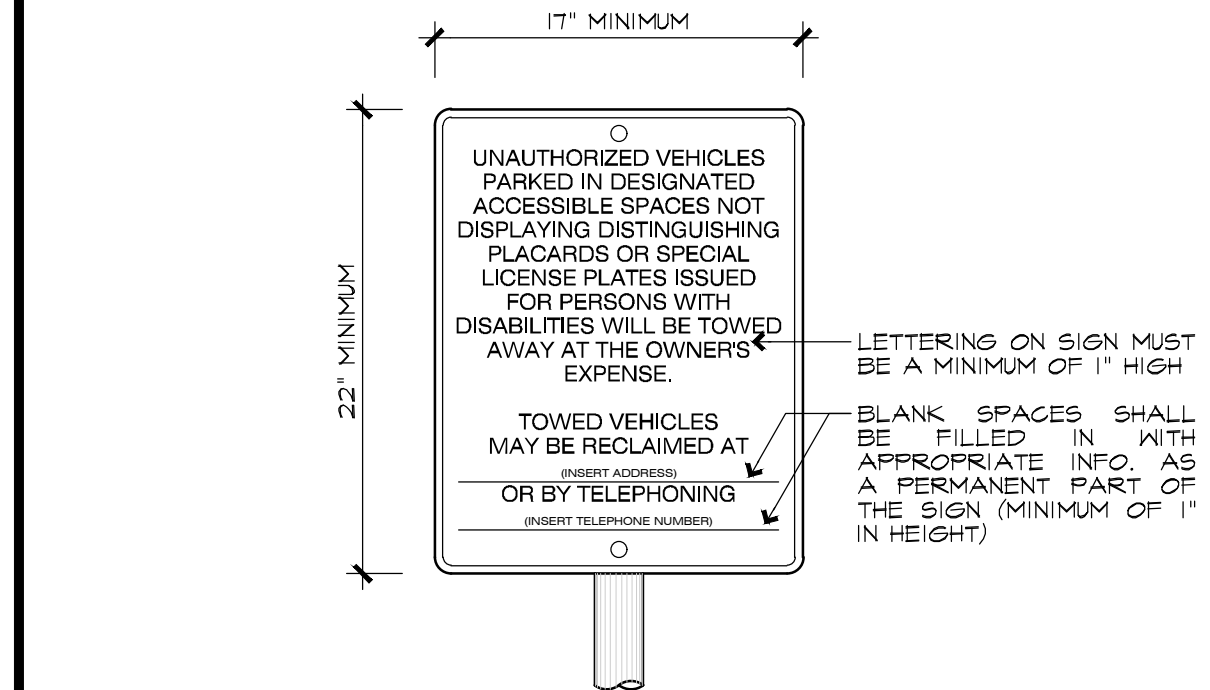 17" MINIMUM
22" MINIMUM
UNAUTHORIZED VEHICLES
PARKED IN DESIGNATED
ACCESSIBLE SPACES NOT
DISPLAYING DISTINGUISHING
PLACARDS OR SPECIAL
LICENSE PLATES ISSUED
FOR PERSONS WITH
DISABILITIES WILL BE TOWED
AWAY AT THE OWNER'S
EXPENSE.
TOWED VEHICLES
MAY BE RECLAIMED AT
(INSERT ADDRESS)
OR BY TELEPHONING
(INSERT TELEPHONE NUMBER)
LETTERING ON SIGN MUST
BE A MINIMUM OF 1" HIGH
BLANK SPACES SHALL
BE FILLED IN WITH
APPROPRIATE INFO. AS
A PERMANENT PART OF
THE SIGN (MINIMUM OF 1"
IN HEIGHT)